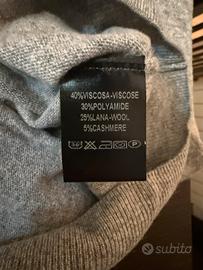 40%VISCOSA-VISCOSE
30%POLYAMIDE
25%LANA-WOOL
5%CASHMERE
subito